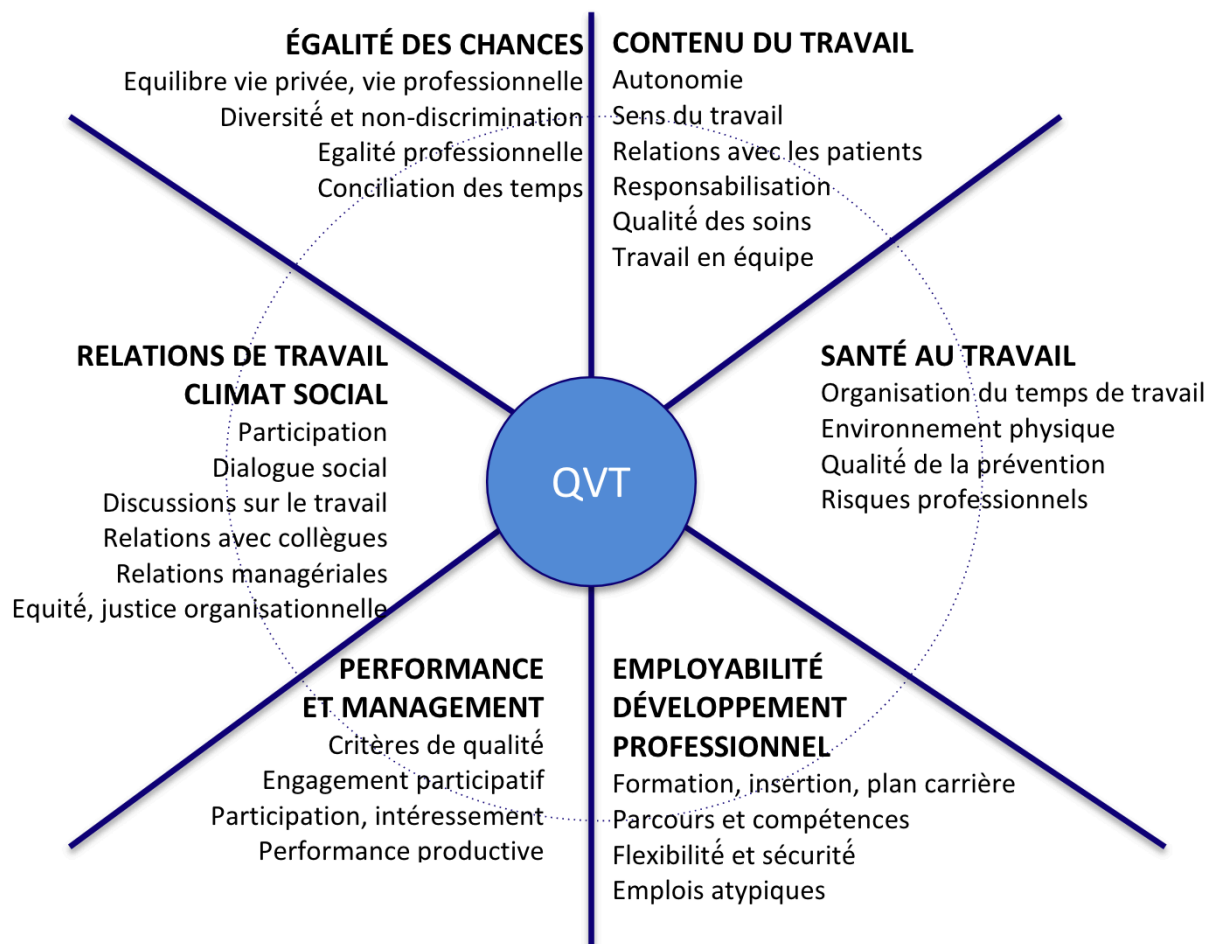 ÉGALITÉ DES CHANCES
Equilibre vie privée, vie professionnelle
Diversité et non-discrimination
Egalité professionnelle
Conciliation des temps
CONTENU DU TRAVAIL
Autonomie
Sens du travail
Relations avec les patients
Responsabilisation
Qualité des soins
Travail en équipe
RELATIONS DE TRAVAIL
CLIMAT SOCIAL
Participation
Dialogue social
Discussions sur le travail
Relations avec collègues
Relations managériales
Equité, justice organisationnelle
QVT
SANTÉ AU TRAVAIL
Organisation du temps de travail
Environnement physique
Qualité de la prévention
Risques professionnels
PERFORMANCE
ET MANAGEMENT
Critères de qualité
Engagement participatif
Participation, intéressement
Performance productive
EMPLOYABILITÉ
DÉVELOPPEMENT
PROFESSIONNEL
Formation, insertion, plan carrière
Parcours et compétences
Flexibilité et sécurité
Emplois atypiques